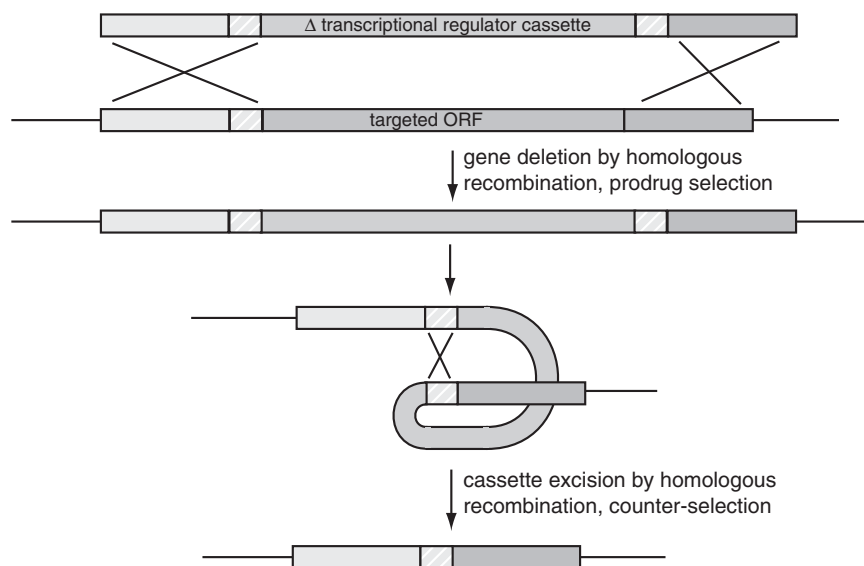 Δ transcriptional regulator cassette
targeted ORF
gene deletion by homologous
recombination, prodrug selection
cassette excision by homologous
recombination, counter-selection